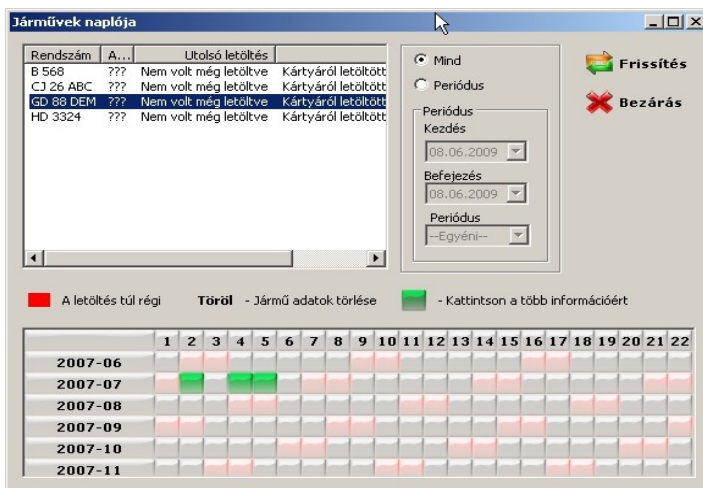 Járművek naplója
Rendszám A... Utolsó letöltés
B 568 ??? Nem volt még letöltve Kártyáról letöltött
CJ 26 ABC ??? Nem volt még letöltve Kártyáról letöltött
GD 88 DEM ??? Nem volt még letöltve Kártyáról letöltött
HD 3324 ??? Nem volt még letöltve Kártyáról letöltött
Mind
Periódus
Periódus
Kezdés
08.06.2009
Befejezés
08.06.2009
Periódus
--Egyéni--
Frissítés
Bezárás
A letöltés túl régi Töröl - Jármű adatok törlése - Kattintson a több információért
1 2 3 4 5 6 7 8 9 10 11 12 13 14 15 16 17 18 19 20 21 22
2007-06
2007-07
2007-08
2007-09
2007-10
2007-11